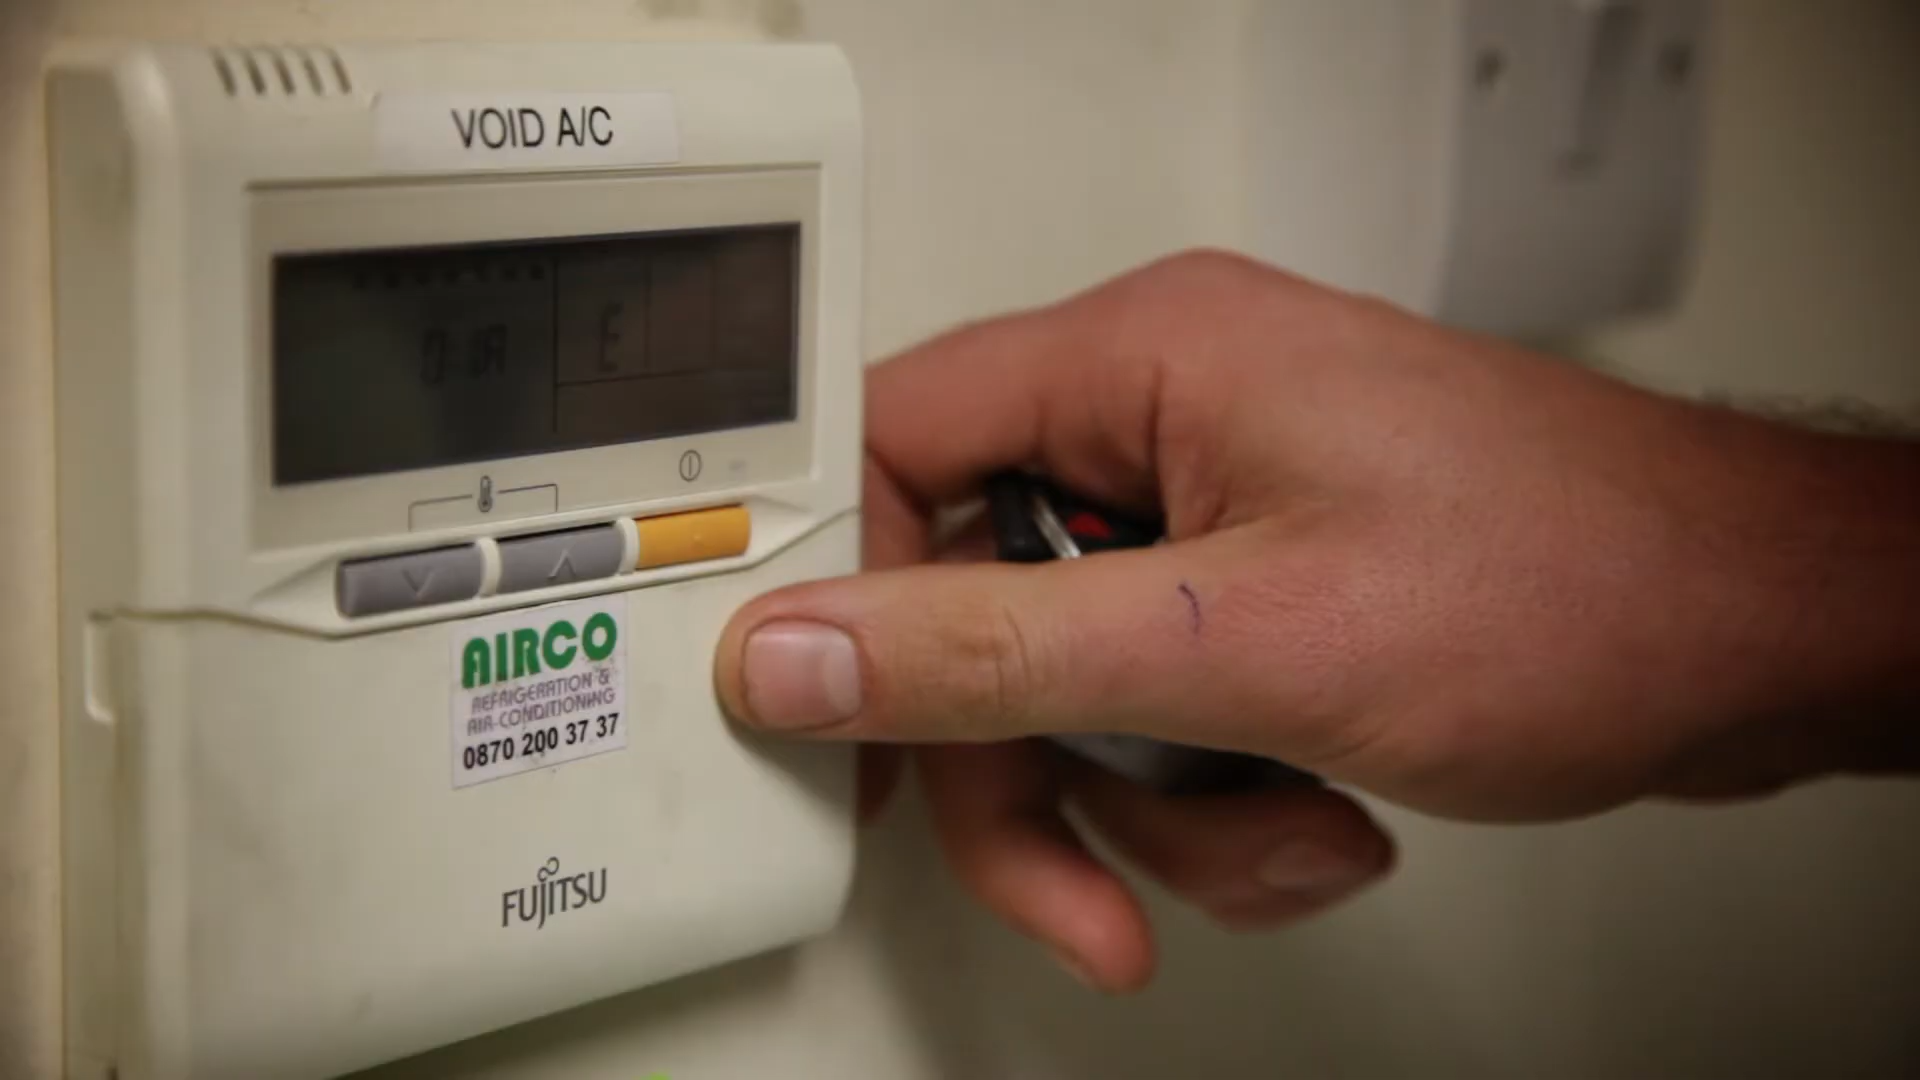 VOID A/C
E
AIRCO
REFRIGERATION &
AIR-CONDITIONING
0870 200 37 37
FUJITSU